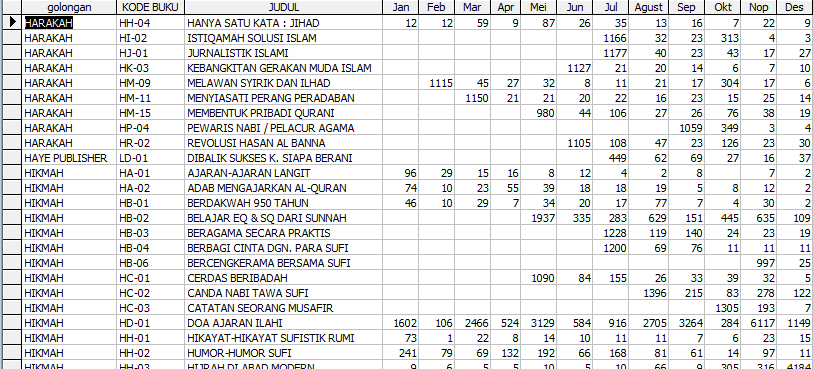 golongan KODE BUKU JUDUL Jan Feb Mar Apr Mei Jun Jul Agust Sep Okt Nop Des
HARAKAH HH-04 HANYA SATU KATA : JIHAD 12 12 59 9 87 26 35 13 16 7 22 9
HARAKAH HI-02 ISTIQAMAH SOLUSI ISLAM 1166 32 23 313 4 3
HARAKAH HJ-01 JURNALISTIK ISLAMI 1177 40 23 43 17 27
HARAKAH HK-03 KEBANGKITAN GERAKAN MUDA ISLAM 1127 21 20 14 6 7 10
HARAKAH HM-09 MELAWAN SYIRIK DAN ILHAD 1115 45 27 32 8 11 21 17 304 17 6
HARAKAH HM-11 MENYIASATI PERANG PERADABAN 1150 21 21 20 22 16 23 15 25 14
HARAKAH HM-15 MEMBENTUK PRIBADI QURANI 980 44 106 27 26 76 38 19
HARAKAH HP-04 PEWARIS NABI / PELACUR AGAMA 1059 349 3 4
HARAKAH HR-02 REVOLUSI HASAN AL BANNA 1105 108 47 23 126 23 30
HAYE PUBLISHER LD-01 DIBALIK SUKSES K. SIAPA BERANI 449 62 69 27 16 37
HIKMAH HA-01 AJARAN-AJARAN LANGIT 96 29 15 16 8 12 4 2 8 7 2
HIKMAH HA-02 ADAB MENGAJARKAN AL-QURAN 74 10 23 55 39 18 18 19 5 8 12 2
HIKMAH HB-01 BERDAKWAH 950 TAHUN 46 10 29 7 34 20 17 77 7 4 30 2
HIKMAH HB-02 BELAJAR EQ & SQ DARI SUNNAH 1937 335 283 629 151 445 635 109
HIKMAH HB-03 BERAGAMA SECARA PRAKTIS 1228 119 140 24 23 19
HIKMAH HB-04 BERBAGI CINTA DGN. PARA SUFI 1200 69 76 11 11 11
HIKMAH HB-06 BERCENGKERAMA BERSAMA SUFI 997 25
HIKMAH HC-01 CERDAS BERIBADAH 1090 84 155 26 33 39 32 5
HIKMAH HC-02 CANDA NABI TAWA SUFI 1396 215 83 278 122
HIKMAH HC-03 CATATAN SEORANG MUSAFIR 1305 193 7
HIKMAH HD-01 DOA AJARAN ILAHI 1602 106 2466 524 3129 584 916 2705 3264 284 6117 1149
HIKMAH HH-01 HIKAYAT-HIKAYAT SUFISTIK RUMI 73 1 22 8 14 10 11 11 7 6 23 15
HIKMAH HH-02 HUMOR-HUMOR SUFI 241 79 69 132 192 66 168 81 61 14 97 11
HIKMAH HH-03 HIJRAH DI ABAD MODERN 9 6 5 5 10 5 10 66 9 305 316 4184